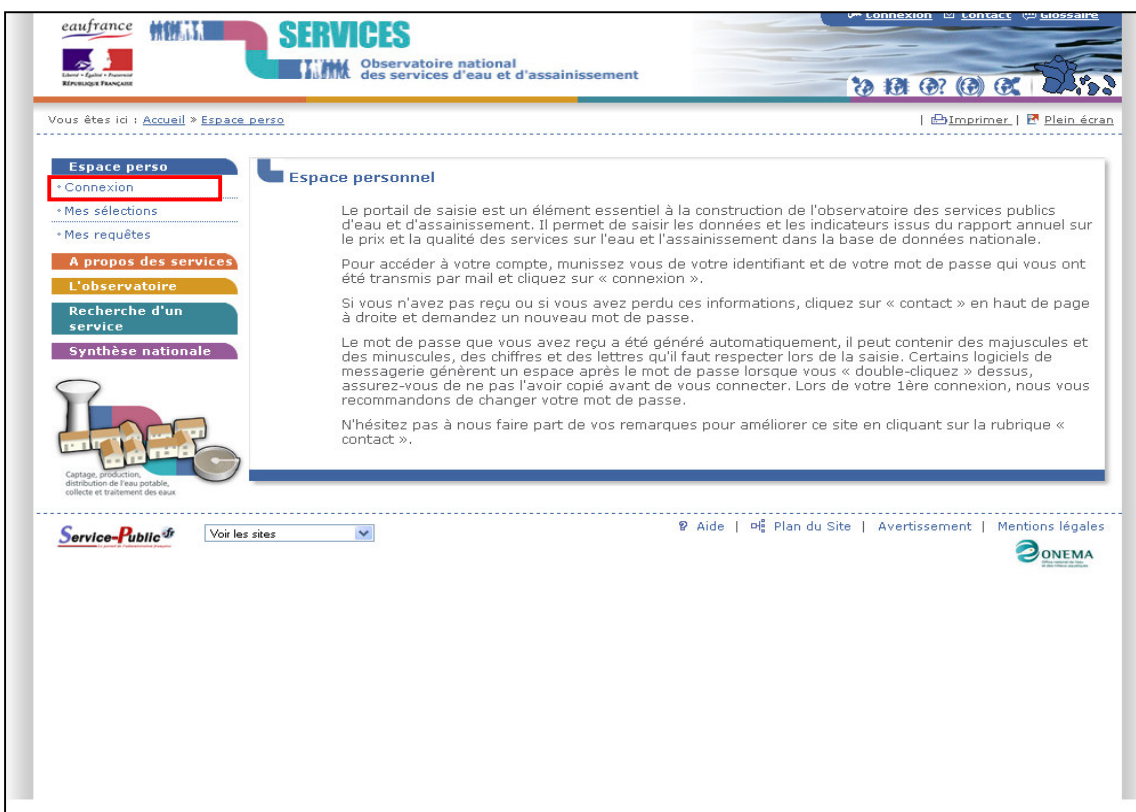 Connexion Contact Glossaire
eaufrance
SERVICES
Observatoire national
des services d'eau et d'assainissement
Liberté • Égalité • Fraternité
RÉPUBLIQUE FRANÇAISE
Vous êtes ici : Accueil » Espace perso
| Imprimer | Plein écran
Espace perso
Connexion
Mes sélections
Mes requêtes
A propos des services
L'observatoire
Recherche d'un
service
Synthèse nationale
Captage, production,
distribution de l'eau potable,
collecte et traitement des eaux
Espace personnel
Le portail de saisie est un élément essentiel à la construction de l'observatoire des services publics
d'eau et d'assainissement. Il permet de saisir les données et les indicateurs issus du rapport annuel sur
le prix et la qualité des services sur l'eau et l'assainissement dans la base de données nationale.
Pour accéder à votre compte, munissez vous de votre identifiant et de votre mot de passe qui vous ont
été transmis par mail et cliquez sur « connexion ».
Si vous n'avez pas reçu ou si vous avez perdu ces informations, cliquez sur « contact » en haut de page
à droite et demandez un nouveau mot de passe.
Le mot de passe que vous avez reçu a été généré automatiquement, il peut contenir des majuscules et
des minuscules, des chiffres et des lettres qu'il faut respecter lors de la saisie. Certains logiciels de
messagerie génèrent un espace après le mot de passe lorsque vous « double-cliquez » dessus,
assurez-vous de ne pas l'avoir copié avant de vous connecter. Lors de votre 1ère connexion, nous vous
recommandons de changer votre mot de passe.
N'hésitez pas à nous faire part de vos remarques pour améliorer ce site en cliquant sur la rubrique «
contact ».
Service-Public.fr
Voir les sites
Aide | Plan du Site | Avertissement | Mentions légales
ONEMA